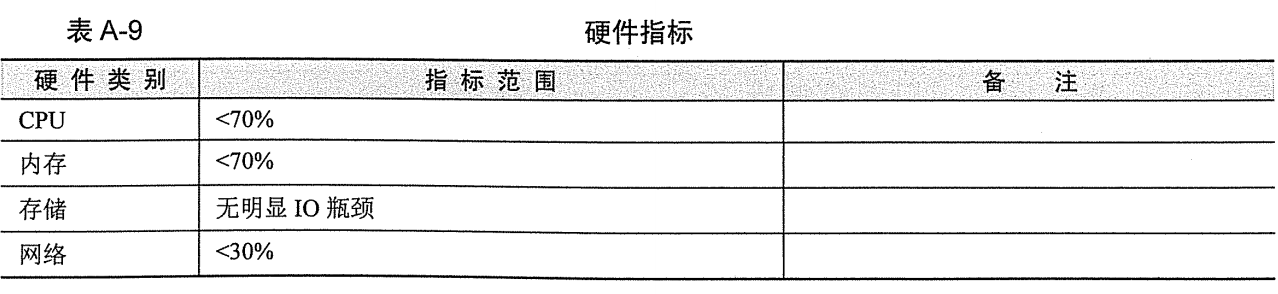 表 A-9 硬件指标
硬件类别 指标范围 备注
CPU <70%
内存 <70%
存储 无明显 IO 瓶颈
网络 <30%